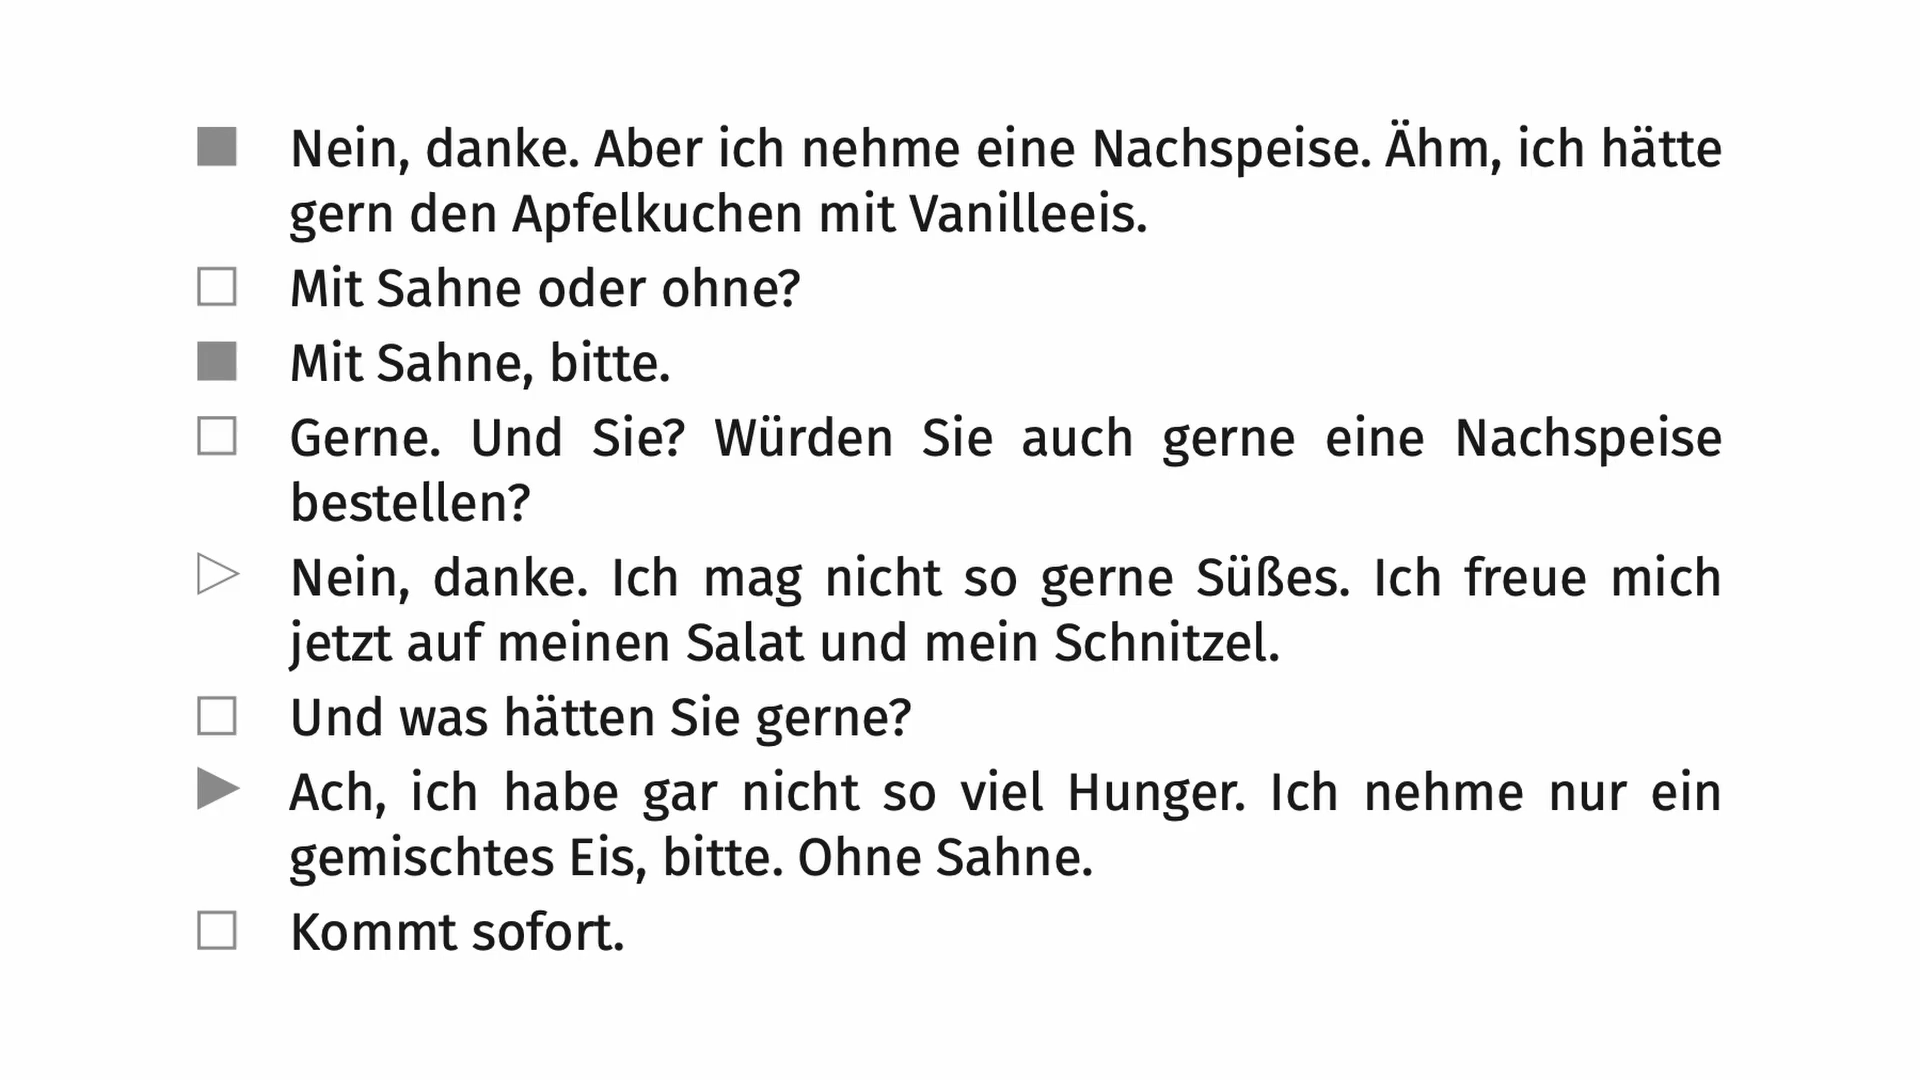 Nein, danke. Aber ich nehme eine Nachspeise. Ähm, ich hätte
gern den Apfelkuchen mit Vanilleeis.
Mit Sahne oder ohne?
Mit Sahne, bitte.
Gerne. Und Sie? Würden Sie auch gerne eine Nachspeise
bestellen?
Nein, danke. Ich mag nicht so gerne Süßes. Ich freue mich
jetzt auf meinen Salat und mein Schnitzel.
Und was hätten Sie gerne?
Ach, ich habe gar nicht so viel Hunger. Ich nehme nur ein
gemischtes Eis, bitte. Ohne Sahne.
Kommt sofort.